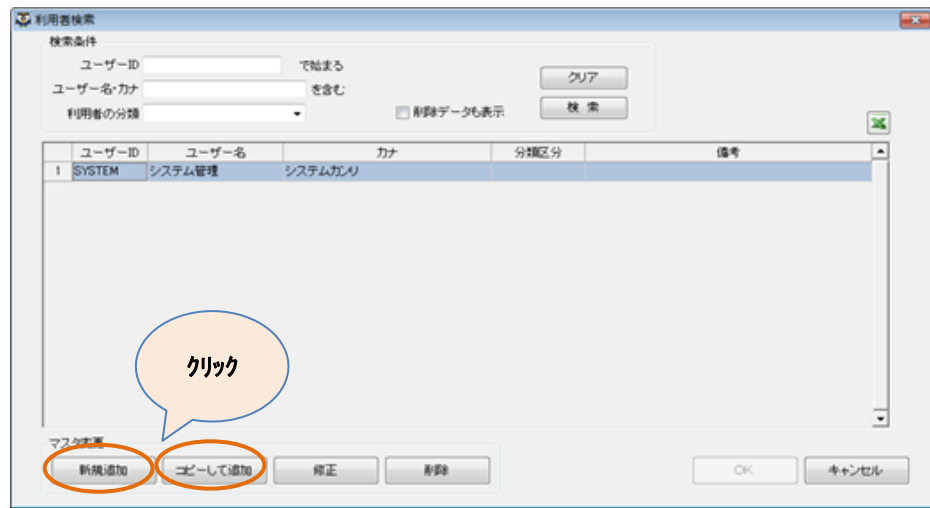 利用者検索
検索条件
ユーザーID で始まる
クリア
ユーザー名・カナ を含む
利用者の分類 削除データも表示 検 索
ユーザーID ユーザー名 カナ 分類区分 備考
1 SYSTEM システム管理 システムカンリ
クリック
マスタ変更
新規追加 コピーして追加 修正 削除 OK キャンセル